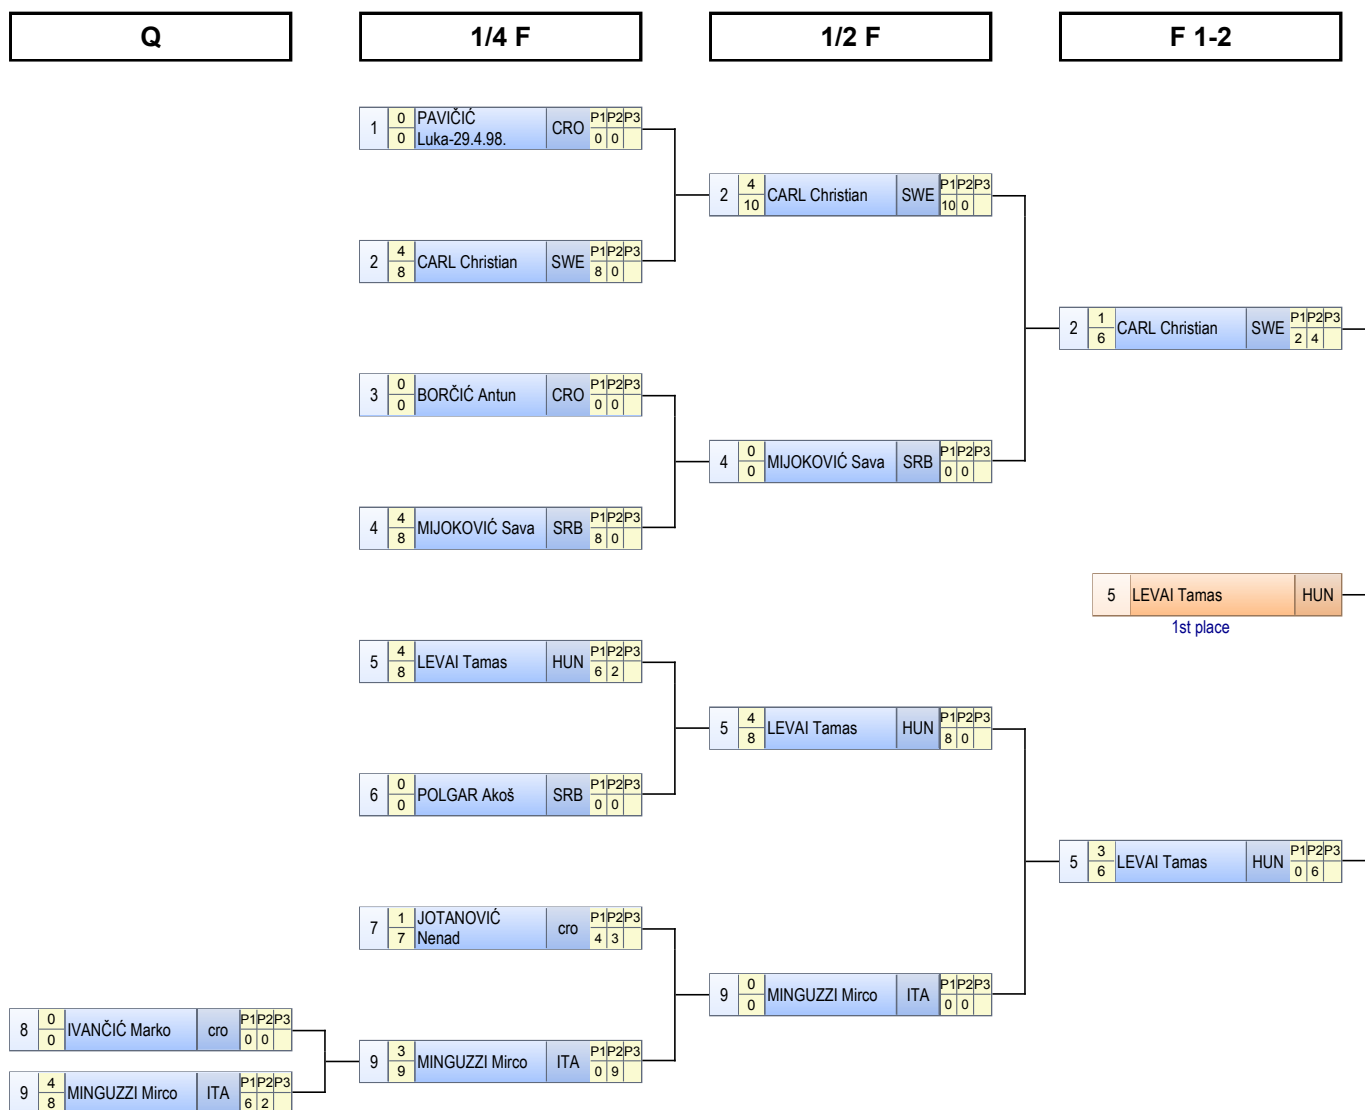 Q 1/4 F 1/2 F F 1-2
1 0 0 PAVIČIĆ Luka-29.4.98. CRO P1 P2 P3 0 0
2 4 10 CARL Christian SWE P1 P2 P3 10 0
2 4 8 CARL Christian SWE P1 P2 P3 8 0
2 1 6 CARL Christian SWE P1 P2 P3 2 4
3 0 0 BORČIĆ Antun CRO P1 P2 P3 0 0
4 0 0 MIJOKOVIĆ Sava SRB P1 P2 P3 0 0
4 4 8 MIJOKOVIĆ Sava SRB P1 P2 P3 8 0
5 LEVAI Tamas HUN
1st place
5 4 8 LEVAI Tamas HUN P1 P2 P3 6 2
5 4 8 LEVAI Tamas HUN P1 P2 P3 8 0
6 0 0 POLGAR Akoš SRB P1 P2 P3 0 0
5 3 6 LEVAI Tamas HUN P1 P2 P3 0 6
7 1 7 JOTANOVIĆ Nenad cro P1 P2 P3 4 3
9 0 0 MINGUZZI Mirco ITA P1 P2 P3 0 0
8 0 0 IVANČIĆ Marko cro P1 P2 P3 0 0
9 3 9 MINGUZZI Mirco ITA P1 P2 P3 0 9
9 4 8 MINGUZZI Mirco ITA P1 P2 P3 6 2